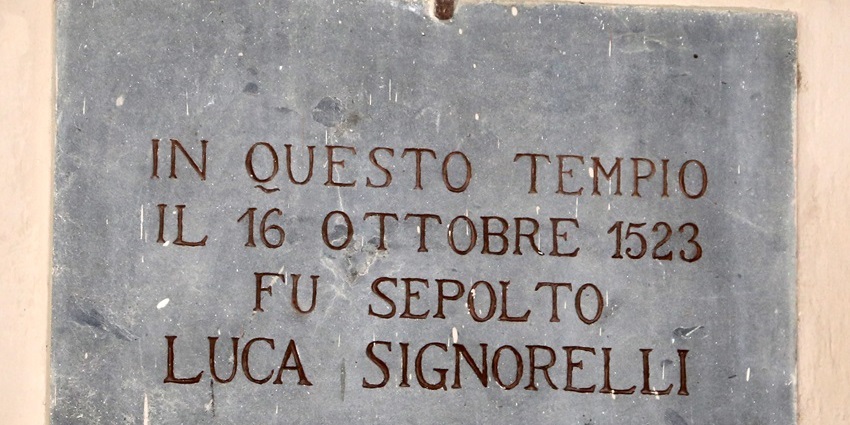 IN QUESTO TEMPIO
IL 16 OTTOBRE 1523
FU SEPOLTO
LUCA SIGNORELLI